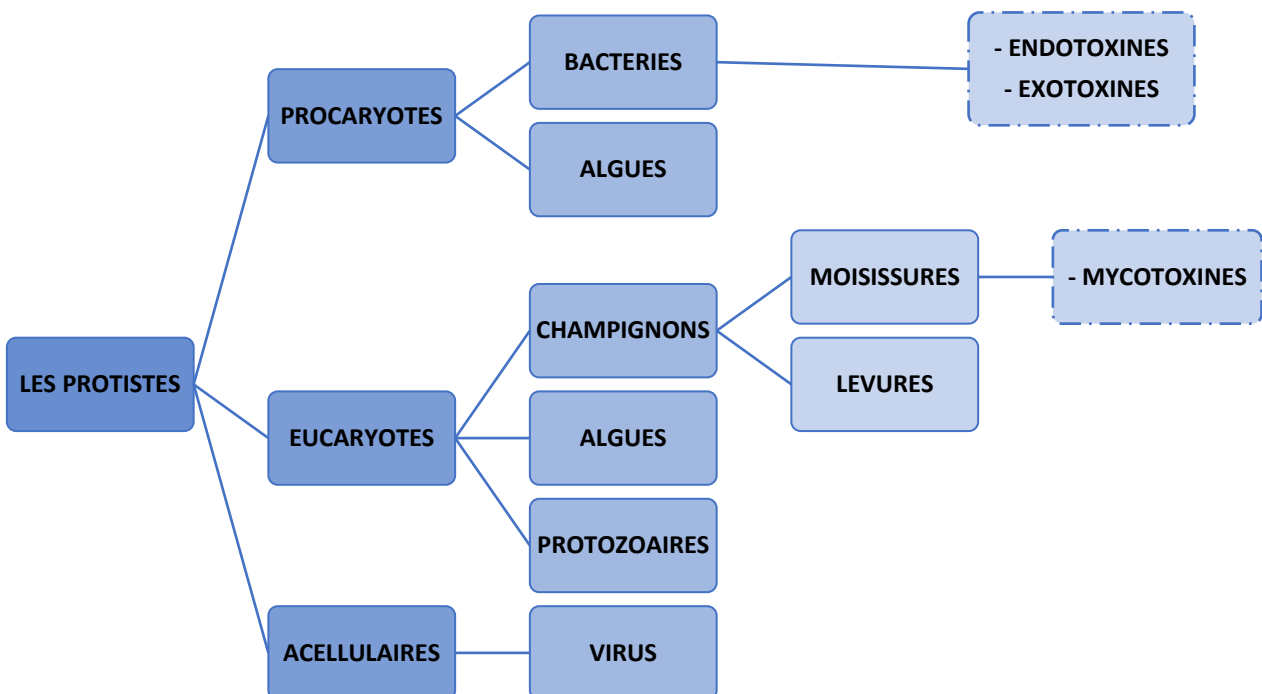 BACTERIES
- ENDOTOXINES
- EXOTOXINES
PROCARYOTES
ALGUES
MOISISSURES
- MYCOTOXINES
CHAMPIGNONS
LES PROTISTES
LEVURES
EUCARYOTES
ALGUES
PROTOZOAIRES
ACELLULAIRES
VIRUS